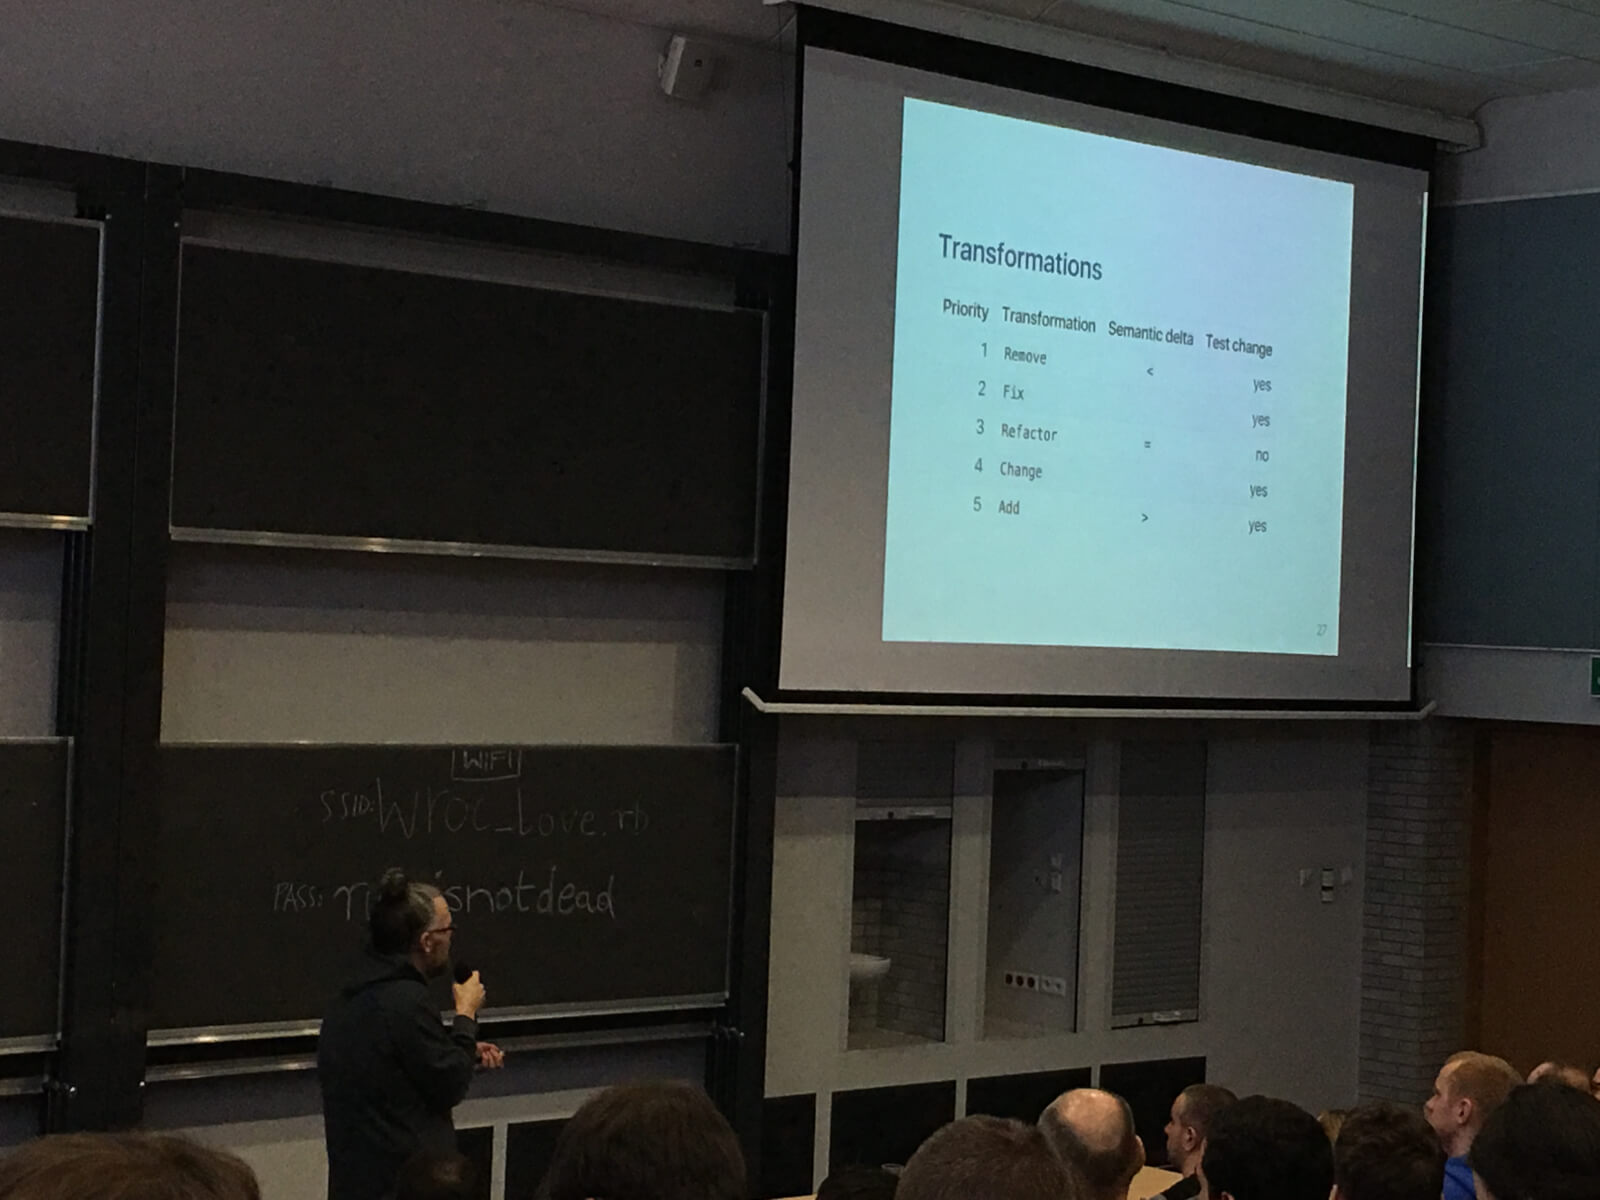 Transformations
Priority Transformation Semantic delta Test change
1 Remove < yes
2 Fix yes
3 Refactor = no
4 Change yes
5 Add > yes
27
WIFI
SSID: wroc_love.rb
PASS: isnotdead